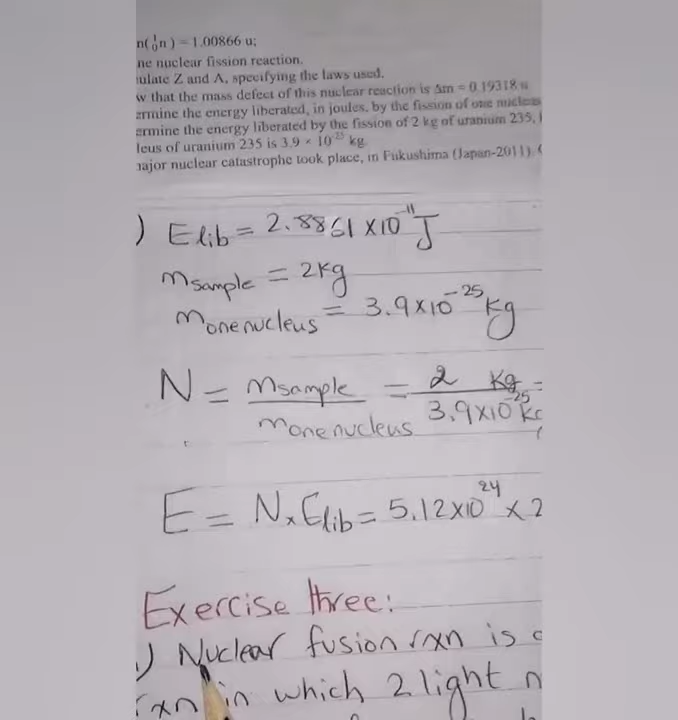 n(¹₀n) = 1.00866 u;
ne nuclear fission reaction.
ulate Z and A, specifying the laws used.
w that the mass defect of this nuclear reaction is Δm = 0.19318 u
ermine the energy liberated, in joules, by the fission of one nucleus
ermine the energy liberated by the fission of 2 kg of uranium 235,
leus of uranium 235 is 3.9 × 10⁻²⁵ kg
major nuclear catastrophe took place, in Fukushima (Japan-2011).
) Elib = 2.8861 x10⁻¹¹ J
msample = 2kg
monenucleus = 3.9x10⁻²⁵ kg
N = msample / monenucleus = 2 kg / 3.9x10⁻²⁵ kg =
E = N x Elib = 5.12x10²⁴ x 2
Exercise three:
) Nuclear fusion rxn is
rxn in which 2 light n